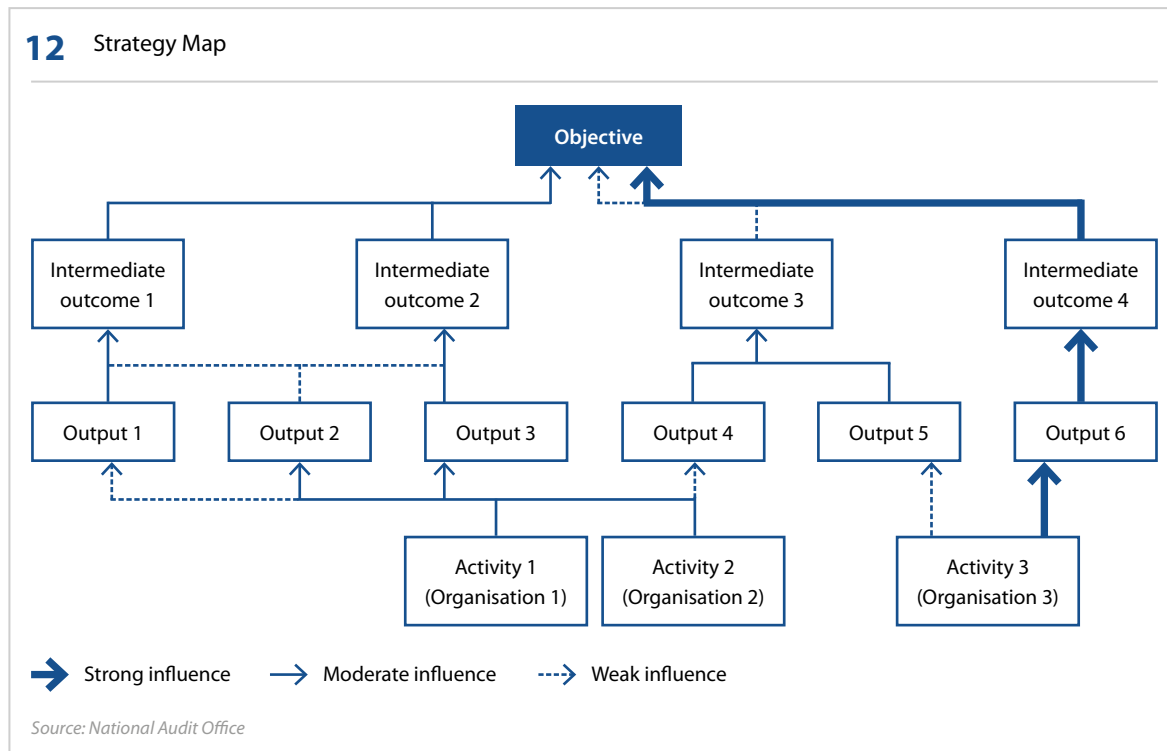 12 Strategy Map
Objective
Intermediate
outcome 1
Intermediate
outcome 2
Intermediate
outcome 3
Intermediate
outcome 4
Output 1
Output 2
Output 3
Output 4
Output 5
Output 6
Activity 1
(Organisation 1)
Activity 2
(Organisation 2)
Activity 3
(Organisation 3)
Strong influence
Moderate influence
Weak influence
Source: National Audit Office